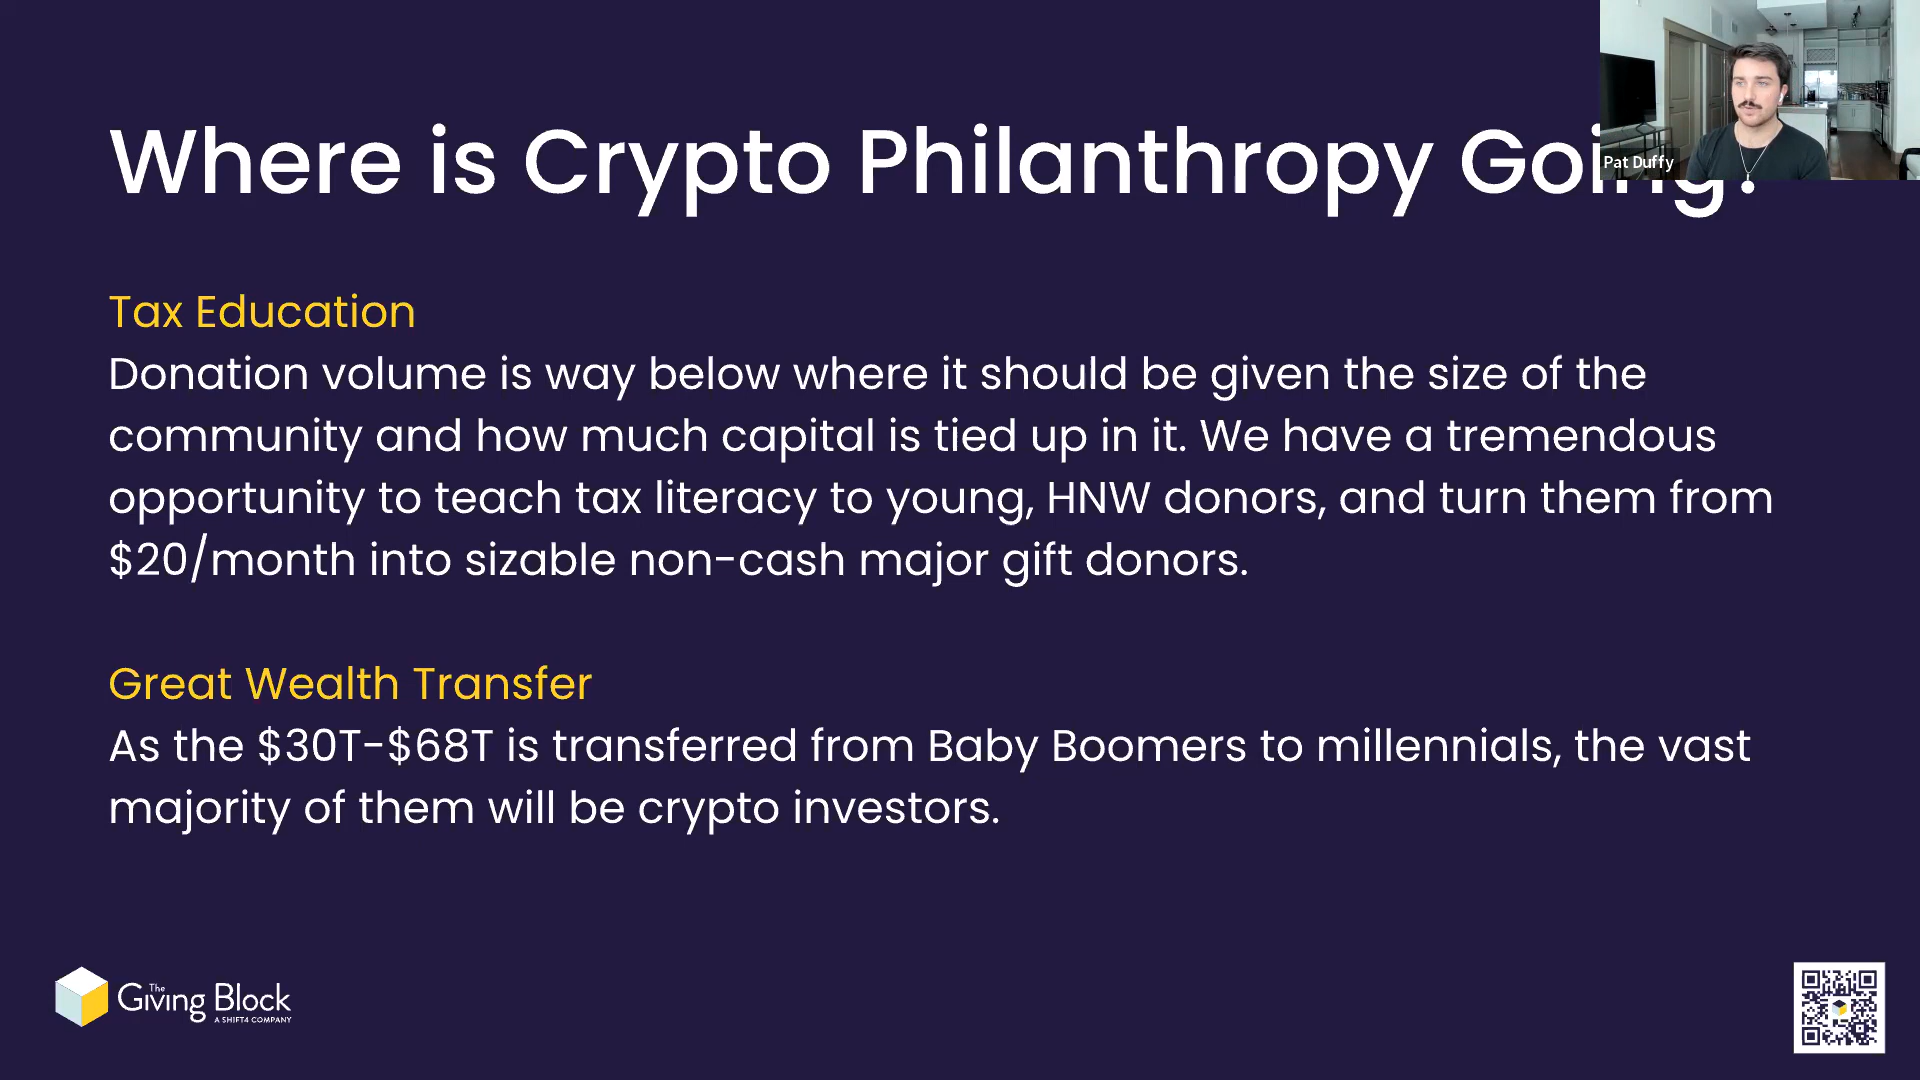 Where is Crypto Philanthropy Going?
Pat Duffy
Tax Education
Donation volume is way below where it should be given the size of the
community and how much capital is tied up in it. We have a tremendous
opportunity to teach tax literacy to young, HNW donors, and turn them from
$20/month into sizable non-cash major gift donors.
Great Wealth Transfer
As the $30T-$68T is transferred from Baby Boomers to millennials, the vast
majority of them will be crypto investors.
The
Giving Block
A SHIFT4 COMPANY